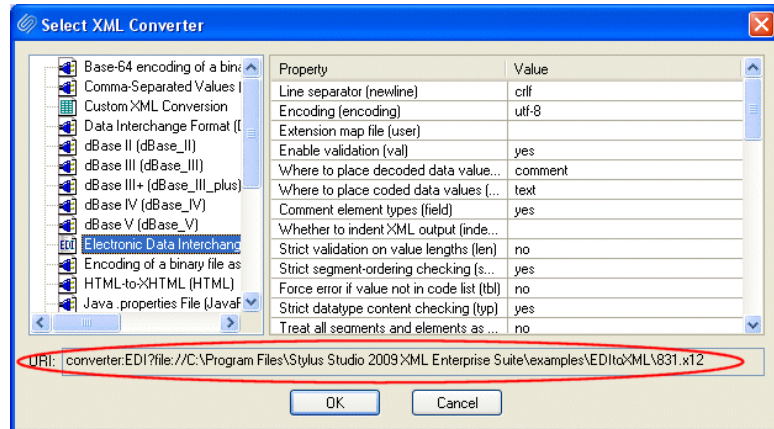 Select XML Converter
Base-64 encoding of a bina
Comma-Separated Values (
Custom XML Conversion
Data Interchange Format (D
dBase II (dBase_II)
dBase III (dBase_III)
dBase III+ (dBase_III_plus)
dBase IV (dBase_IV)
dBase V (dBase_V)
EDI Electronic Data Interchang
Encoding of a binary file as
HTML-to-XHTML (HTML)
Java .properties File (JavaF
Property Value
Line separator (newline) crlf
Encoding (encoding) utf-8
Extension map file (user)
Enable validation (val) yes
Where to place decoded data value... comment
Where to place coded data values (... text
Comment element types (field) yes
Whether to indent XML output (inde...
Strict validation on value lengths (len) no
Strict segment-ordering checking (s... yes
Force error if value not in code list (tbl) no
Strict datatype content checking (typ) yes
Treat all segments and elements as ... no
URI: converter:EDI?file://C:\Program Files\Stylus Studio 2009 XML Enterprise Suite\examples\EDItoXML\831.x12
OK Cancel